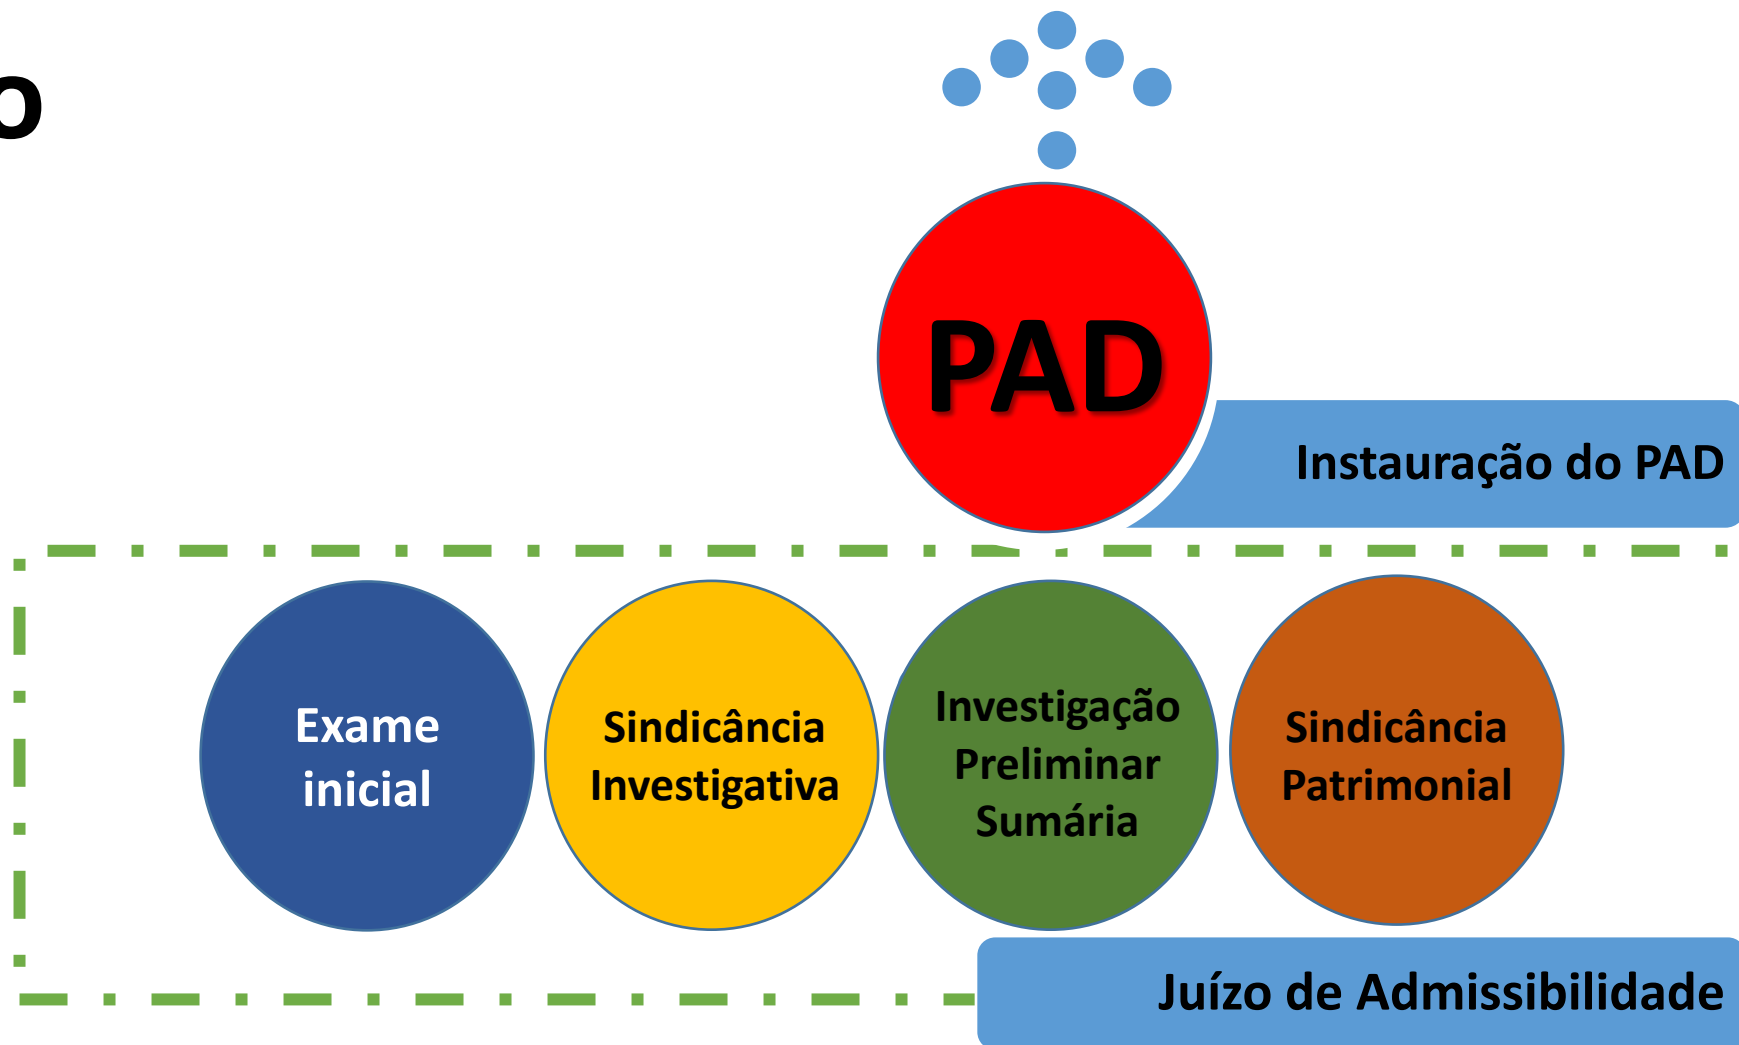 o
PAD
Instauração do PAD
Exame
inicial
Sindicância
Investigativa
Investigação
Preliminar
Sumária
Sindicância
Patrimonial
Juízo de Admissibilidade